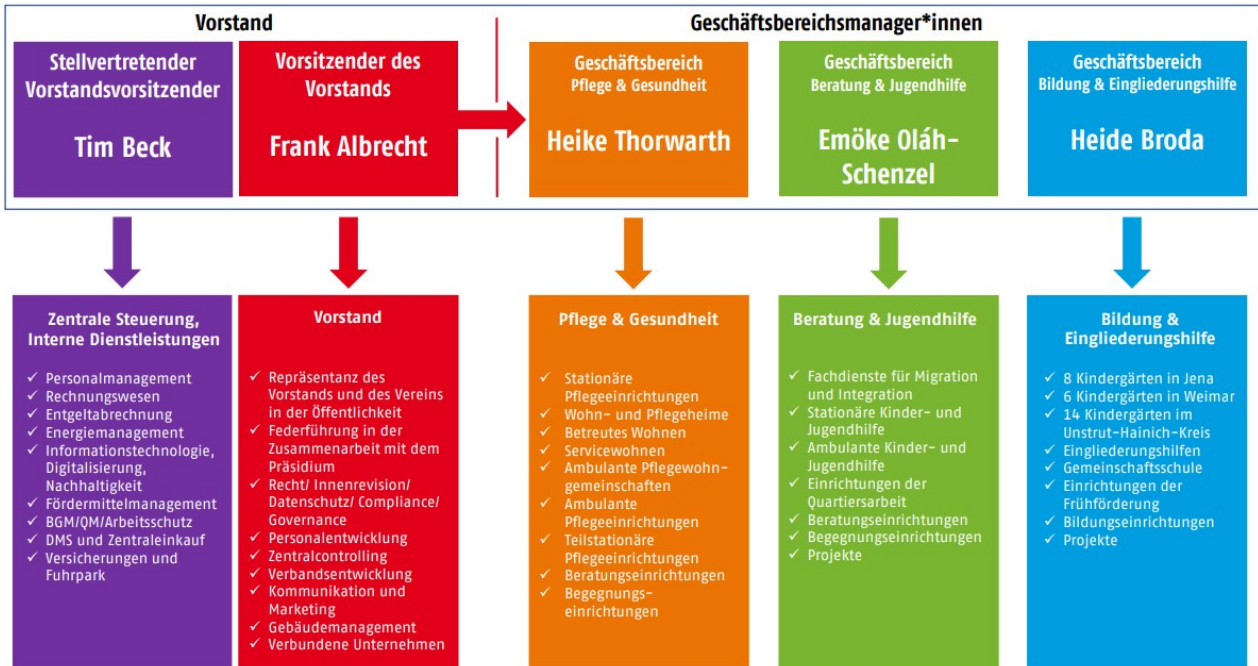 Vorstand
Geschäftsbereichsmanager*innen
Stellvertretender
Vorstandsvorsitzender
Tim Beck
Vorsitzender des
Vorstands
Frank Albrecht
Geschäftsbereich
Pflege & Gesundheit
Heike Thorwarth
Geschäftsbereich
Beratung & Jugendhilfe
Emöke Oláh-
Schenzel
Geschäftsbereich
Bildung & Eingliederungshilfe
Heide Broda
Zentrale Steuerung,
Interne Dienstleistungen
✓ Personalmanagement
✓ Rechnungswesen
✓ Entgeltabrechnung
✓ Energiemanagement
✓ Informationstechnologie,
Digitalisierung,
Nachhaltigkeit
✓ Fördermittelmanagement
✓ BGM/QM/Arbeitsschutz
✓ DMS und Zentraleinkauf
✓ Versicherungen und
Fuhrpark
Vorstand
✓ Repräsentanz des
Vorstands und des Vereins
in der Öffentlichkeit
✓ Federführung in der
Zusammenarbeit mit dem
Präsidium
✓ Recht/ Innenrevision/
Datenschutz/ Compliance/
Governance
✓ Personalentwicklung
✓ Zentralcontrolling
✓ Verbandsentwicklung
✓ Kommunikation und
Marketing
✓ Gebäudemanagement
✓ Verbundene Unternehmen
Pflege & Gesundheit
✓ Stationäre
Pflegeeinrichtungen
✓ Wohn- und Pflegeheime
✓ Betreutes Wohnen
✓ Servicewohnen
✓ Ambulante Pflegewohn-
gemeinschaften
✓ Ambulante
Pflegeeinrichtungen
✓ Teilstationäre
Pflegeeinrichtungen
✓ Beratungseinrichtungen
✓ Begegnungs-
einrichtungen
Beratung & Jugendhilfe
✓ Fachdienste für Migration
und Integration
✓ Stationäre Kinder- und
Jugendhilfe
✓ Ambulante Kinder- und
Jugendhilfe
✓ Einrichtungen der
Quartiersarbeit
✓ Beratungseinrichtungen
✓ Begegnungseinrichtungen
✓ Projekte
Bildung &
Eingliederungshilfe
✓ 8 Kindergärten in Jena
✓ 6 Kindergärten in Weimar
✓ 14 Kindergärten im
Unstrut-Hainich-Kreis
✓ Eingliederungshilfen
✓ Gemeinschaftsschule
✓ Einrichtungen der
Frühförderung
✓ Bildungseinrichtungen
✓ Projekte